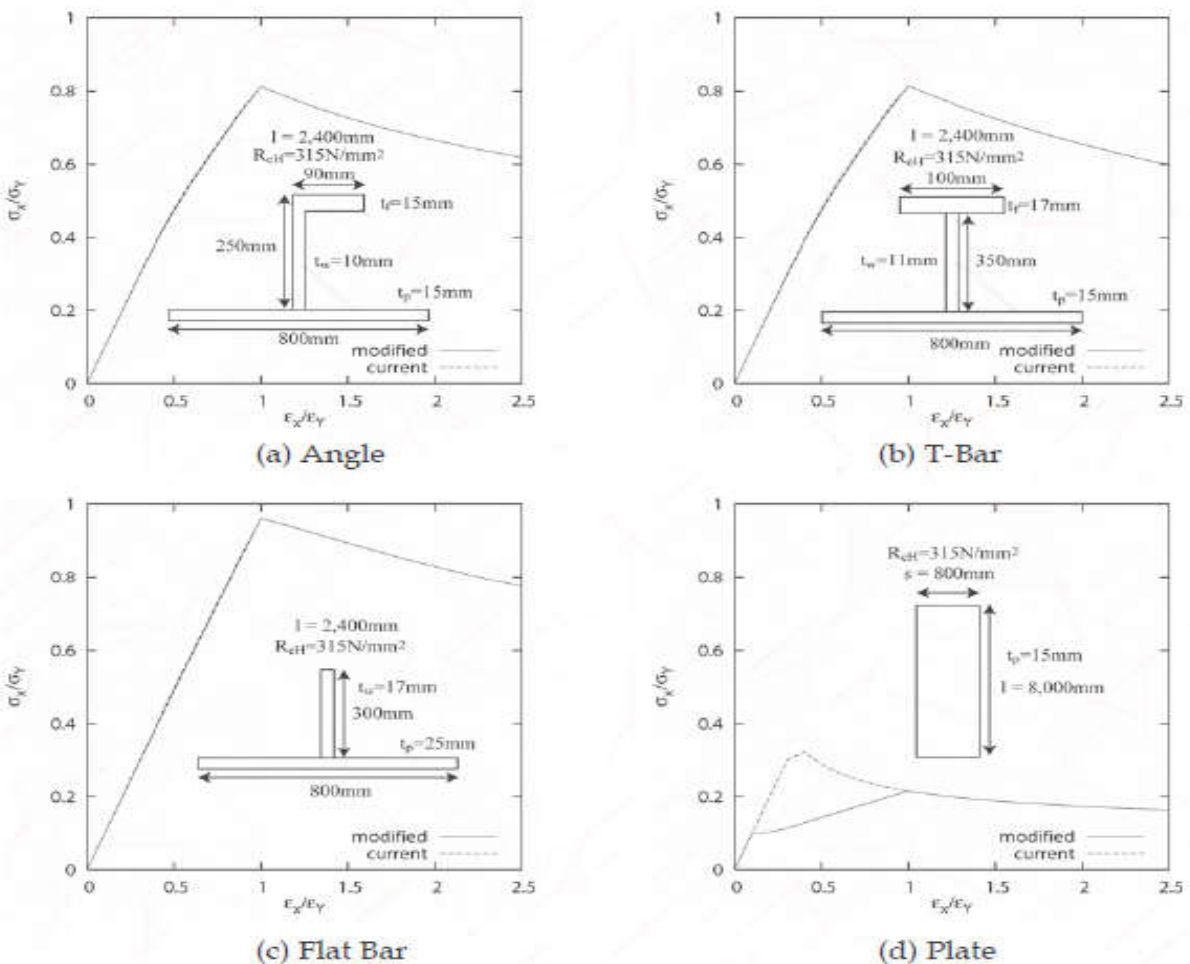 1
0.8
0.6
0.4
0.2
0
σx/σY
l = 2,400mm
ReH=315N/mm²
90mm
tf=15mm
250mm
tw=10mm
tp=15mm
800mm
modified
current
0 0.5 1 1.5 2 2.5
εX/εY
(a) Angle
1
0.8
0.6
0.4
0.2
0
σx/σY
l = 2,400mm
ReH=315N/mm²
100mm
tf=17mm
tw=11mm
350mm
tp=15mm
800mm
modified
current
0 0.5 1 1.5 2 2.5
εX/εY
(b) T-Bar
1
0.8
0.6
0.4
0.2
0
σx/σY
l = 2,400mm
ReH=315N/mm²
tw=17mm
300mm
tp=25mm
800mm
modified
current
0 0.5 1 1.5 2 2.5
εX/εY
(c) Flat Bar
1
0.8
0.6
0.4
0.2
0
σx/σY
ReH=315N/mm²
s = 800mm
tp=15mm
l = 8,000mm
modified
current
0 0.5 1 1.5 2 2.5
εX/εY
(d) Plate